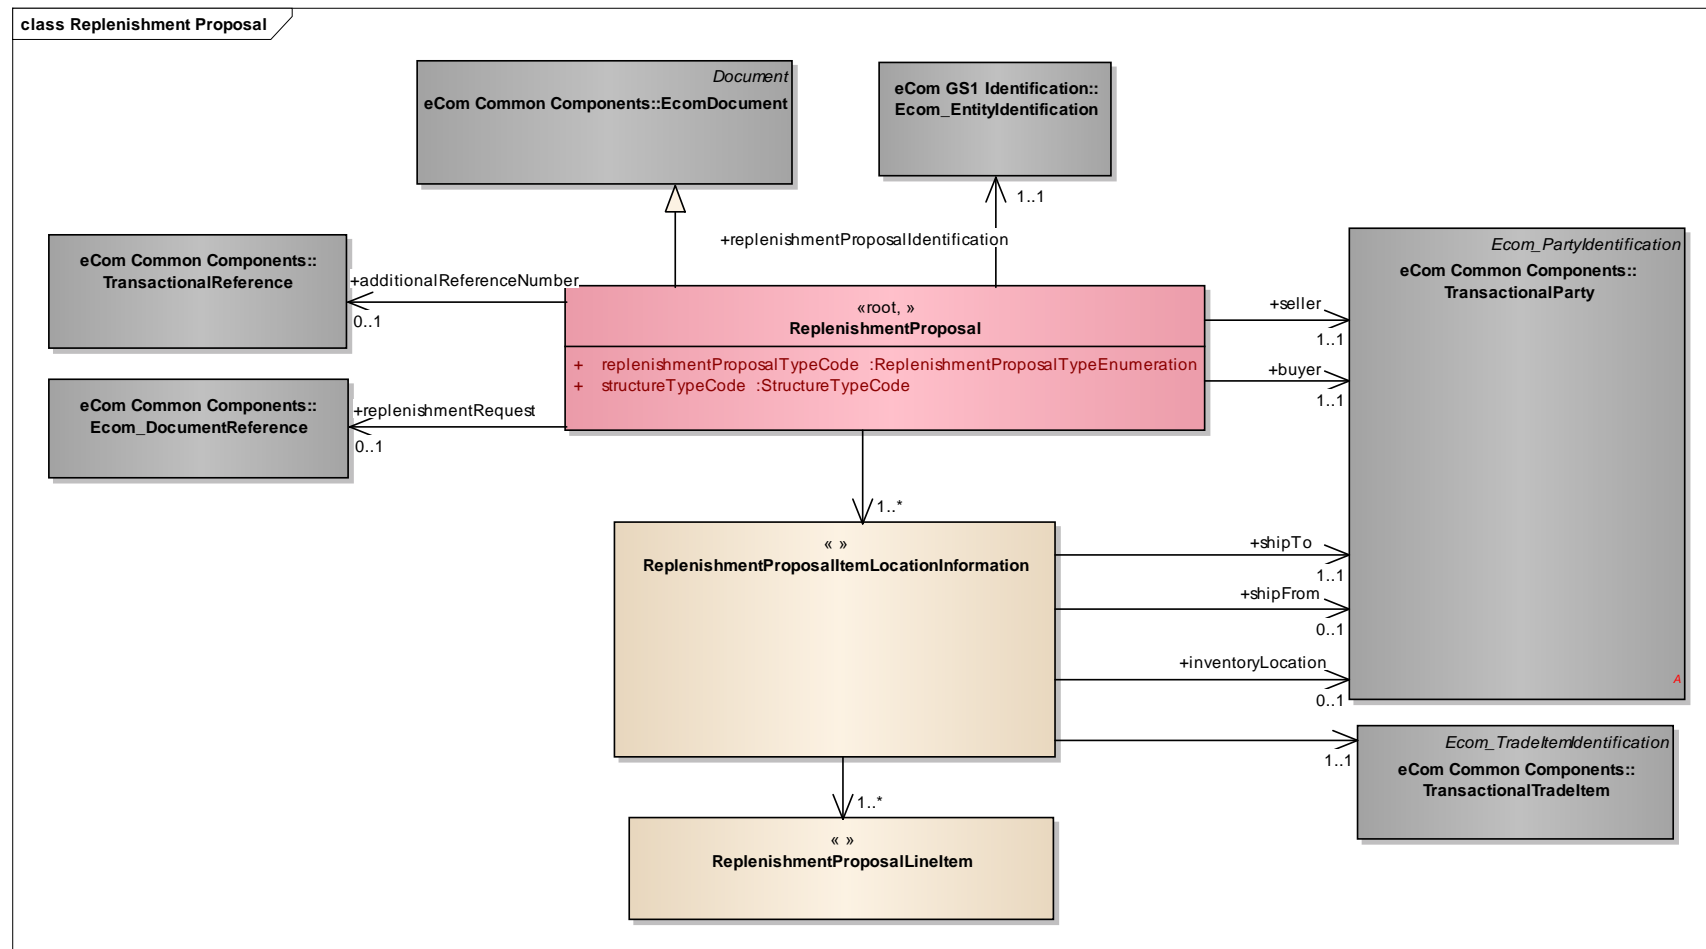 class Replenishment Proposal
Document
eCom Common Components::EcomDocument
eCom GS1 Identification::
Ecom_EntityIdentification
1..1
+replenishmentProposalIdentification
eCom Common Components::
TransactionalReference
+additionalReferenceNumber
0..1
Ecom_PartyIdentification
eCom Common Components::
TransactionalParty
«root, »
ReplenishmentProposal
+ replenishmentProposalTypeCode :ReplenishmentProposalTypeEnumeration
+ structureTypeCode :StructureTypeCode
+seller
1..1
+buyer
1..1
eCom Common Components::
Ecom_DocumentReference
+replenishmentRequest
0..1
1..*
« »
ReplenishmentProposalItemLocationInformation
+shipTo
1..1
+shipFrom
0..1
+inventoryLocation
0..1
A
1..1
Ecom_TradeItemIdentification
eCom Common Components::
TransactionalTradeItem
1..*
« »
ReplenishmentProposalLineItem